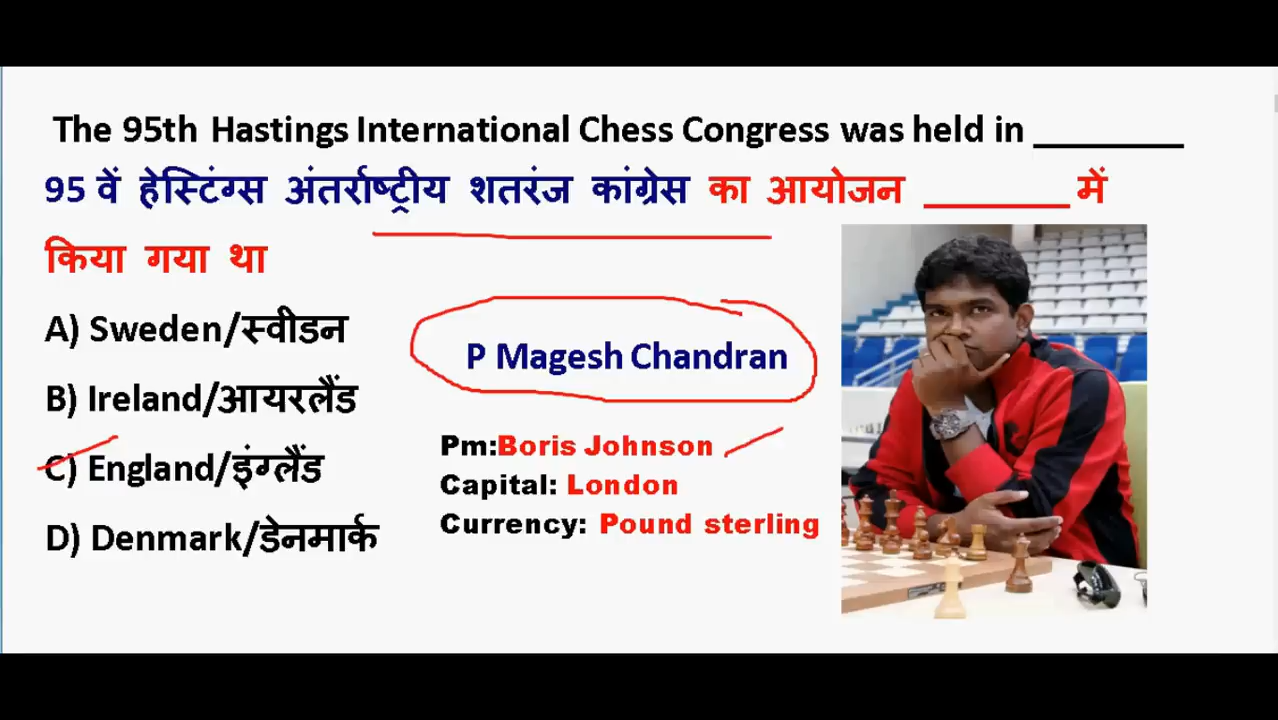 The 95th Hastings International Chess Congress was held in ________
95 वें हेस्टिंग्स अंतर्राष्ट्रीय शतरंज कांग्रेस का आयोजन ________ में
किया गया था
A) Sweden/स्वीडन
B) Ireland/आयरलैंड
C) England/इंग्लैंड
D) Denmark/डेनमार्क
P Magesh Chandran
Pm:Boris Johnson
Capital: London
Currency: Pound sterling